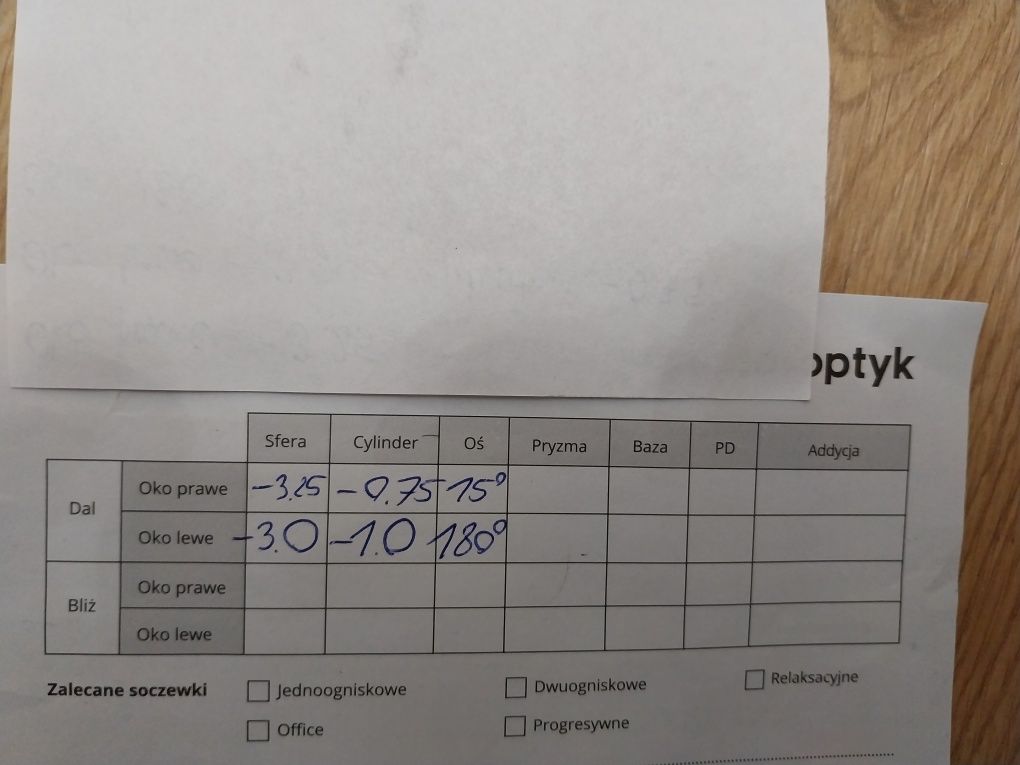 optyk
Sfera Cylinder Oś Pryzma Baza PD Addycja
Dal
Oko prawe -3.25 -0.75 15°
Oko lewe -3.0 -1.0 180°
Bliż
Oko prawe
Oko lewe
Zalecane soczewki Jednoogniskowe Dwuogniskowe Relaksacyjne
Office Progresywne